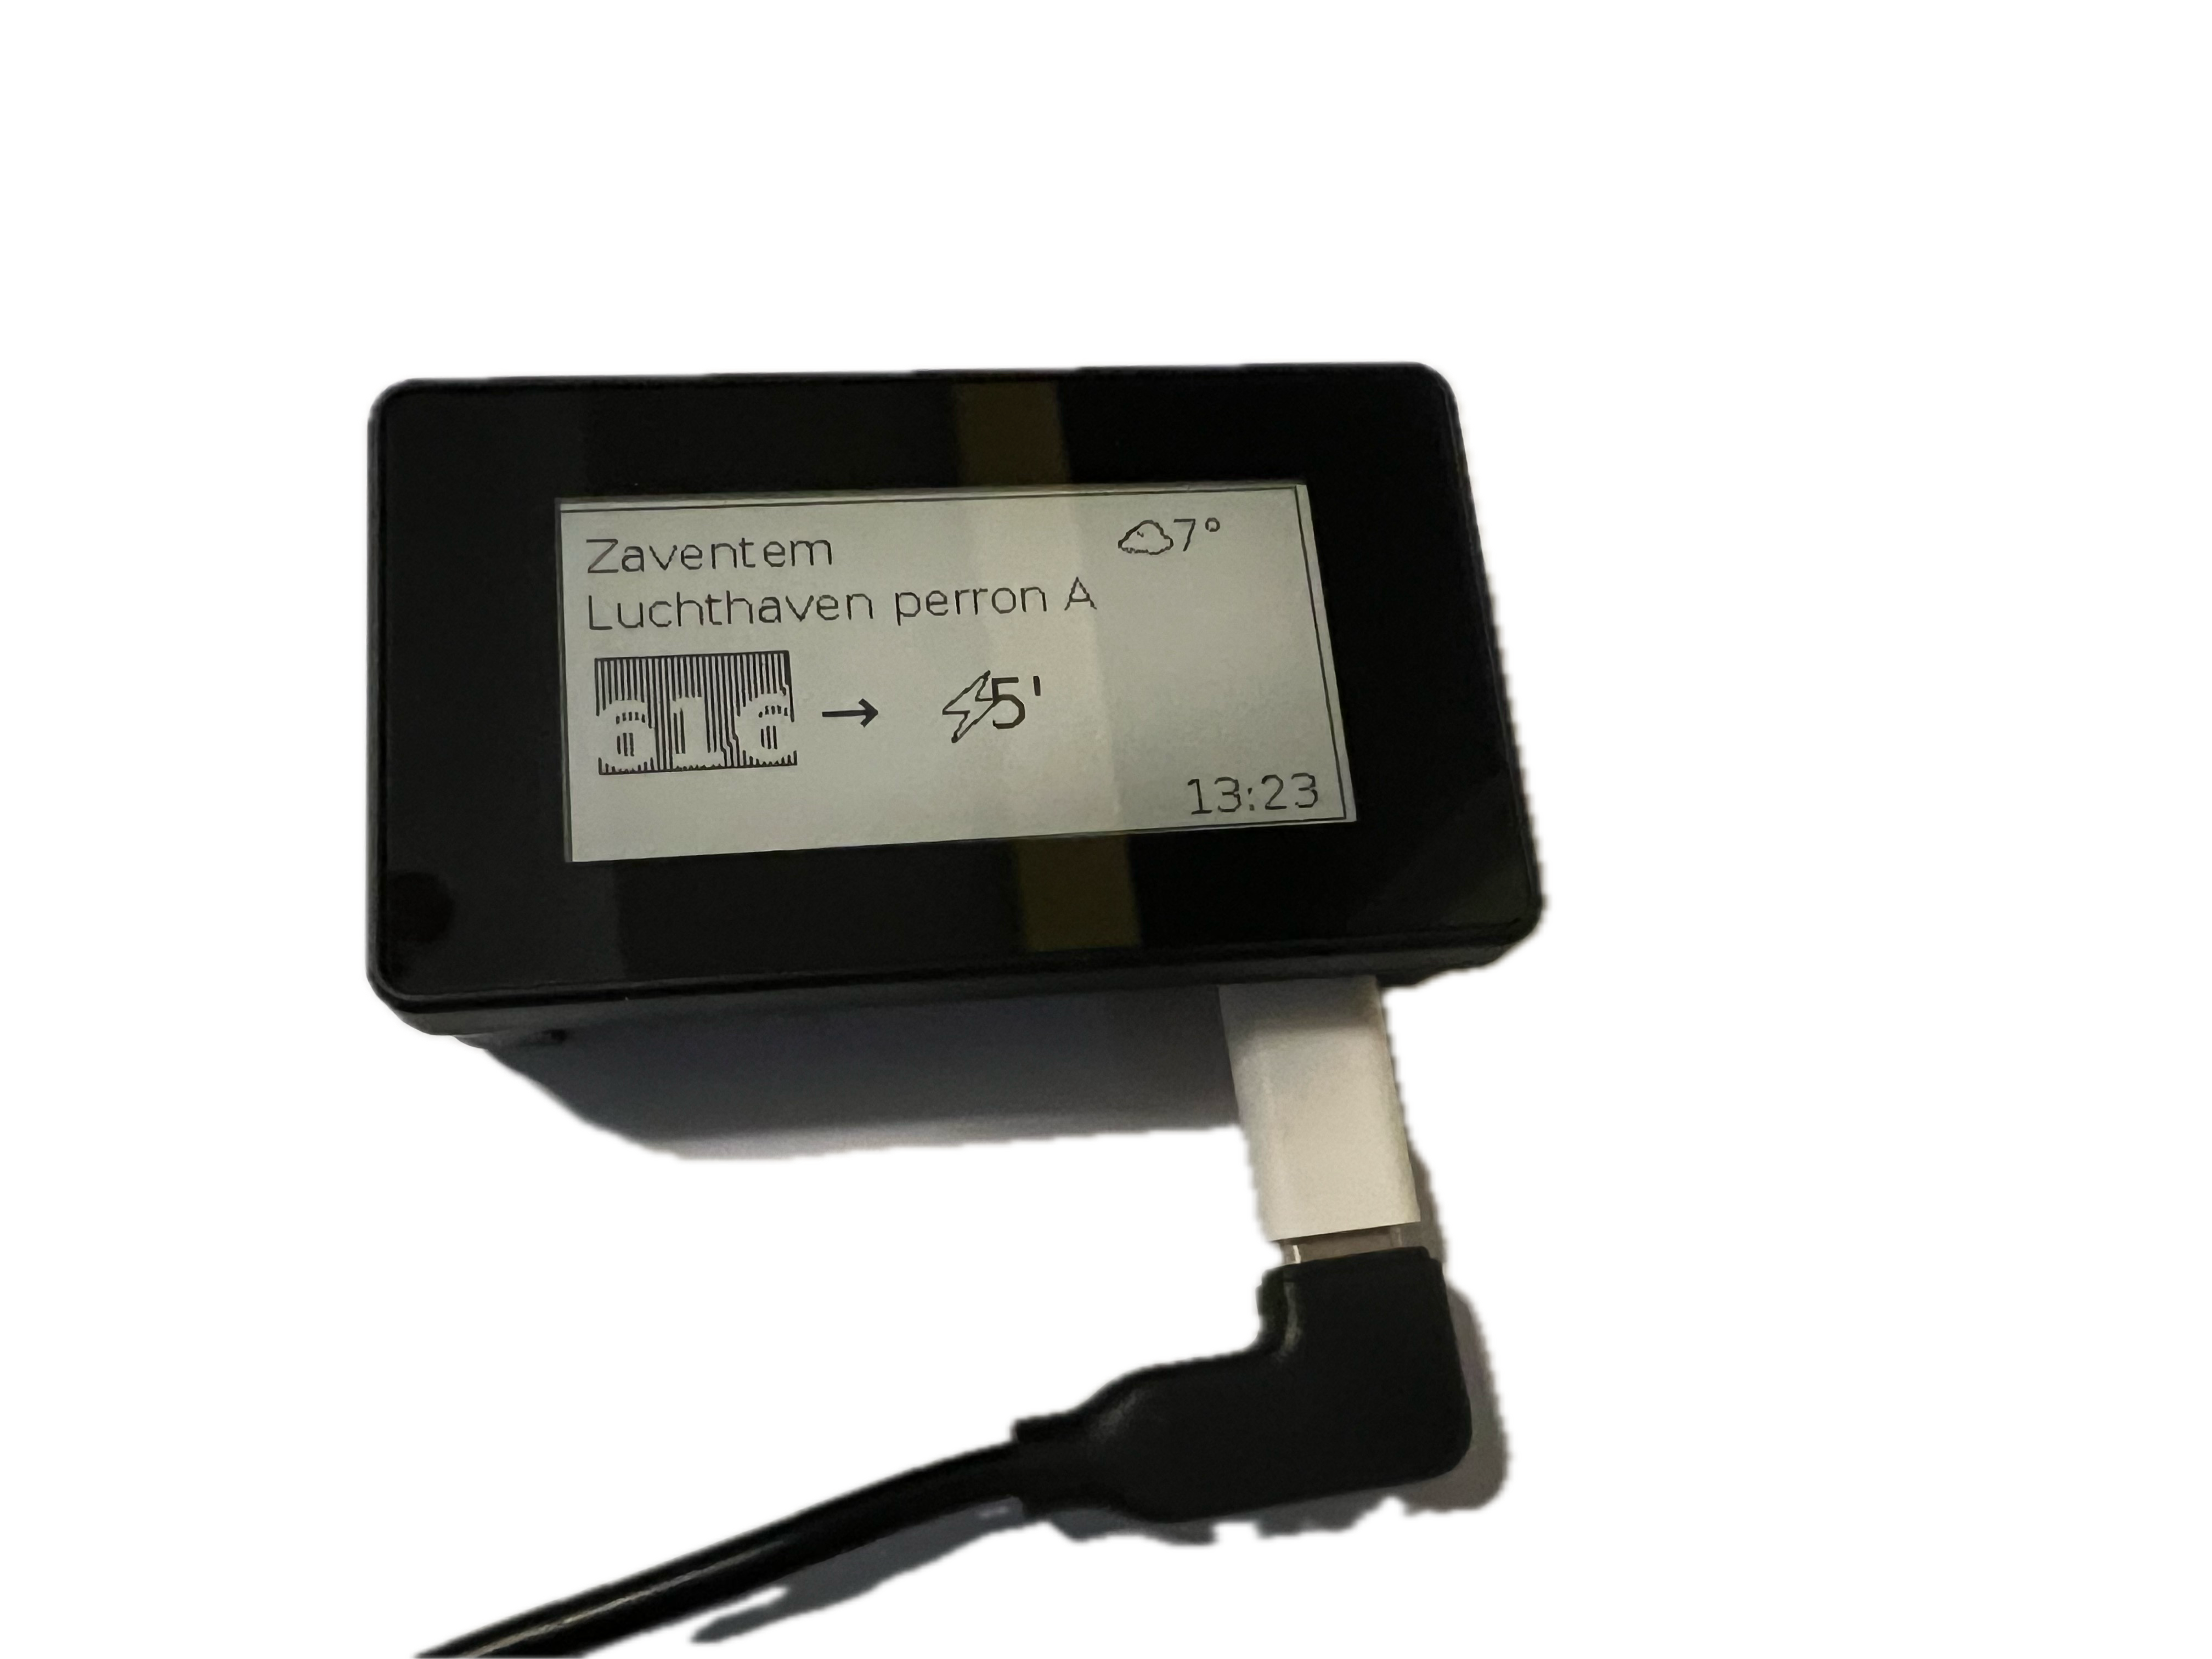 Zaventem
7°
Luchthaven perron A
→ 5'
13:23